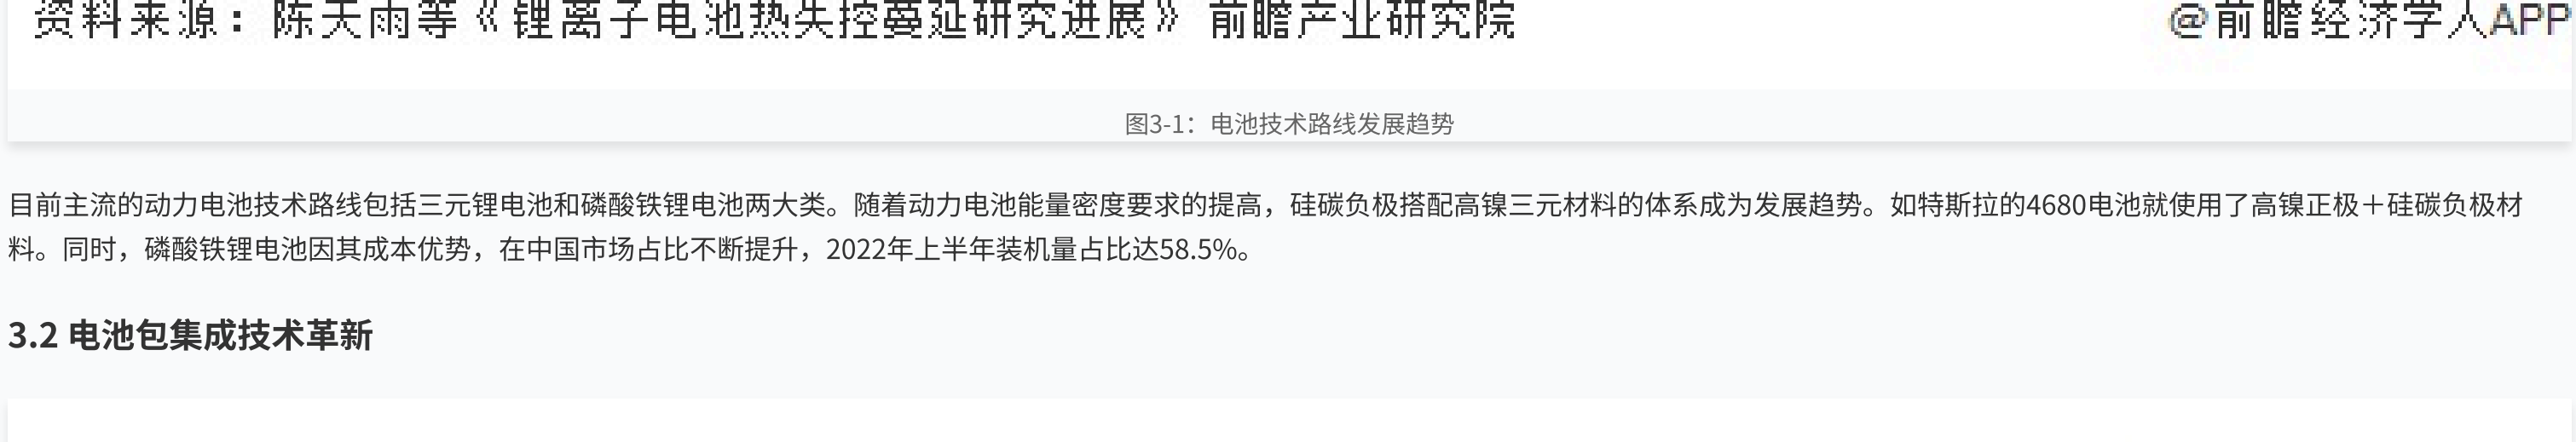 资料来源：陈天雨等《锂离子电池热失控蔓延研究进展》 前瞻产业研究院 @前瞻经济学人APP
图3-1：电池技术路线发展趋势
目前主流的动力电池技术路线包括三元锂电池和磷酸铁锂电池两大类。随着动力电池能量密度要求的提高，硅碳负极搭配高镍三元材料的体系成为发展趋势。如特斯拉的4680电池就使用了高镍正极＋硅碳负极材
料。同时，磷酸铁锂电池因其成本优势，在中国市场占比不断提升，2022年上半年装机量占比达58.5%。
3.2 电池包集成技术革新